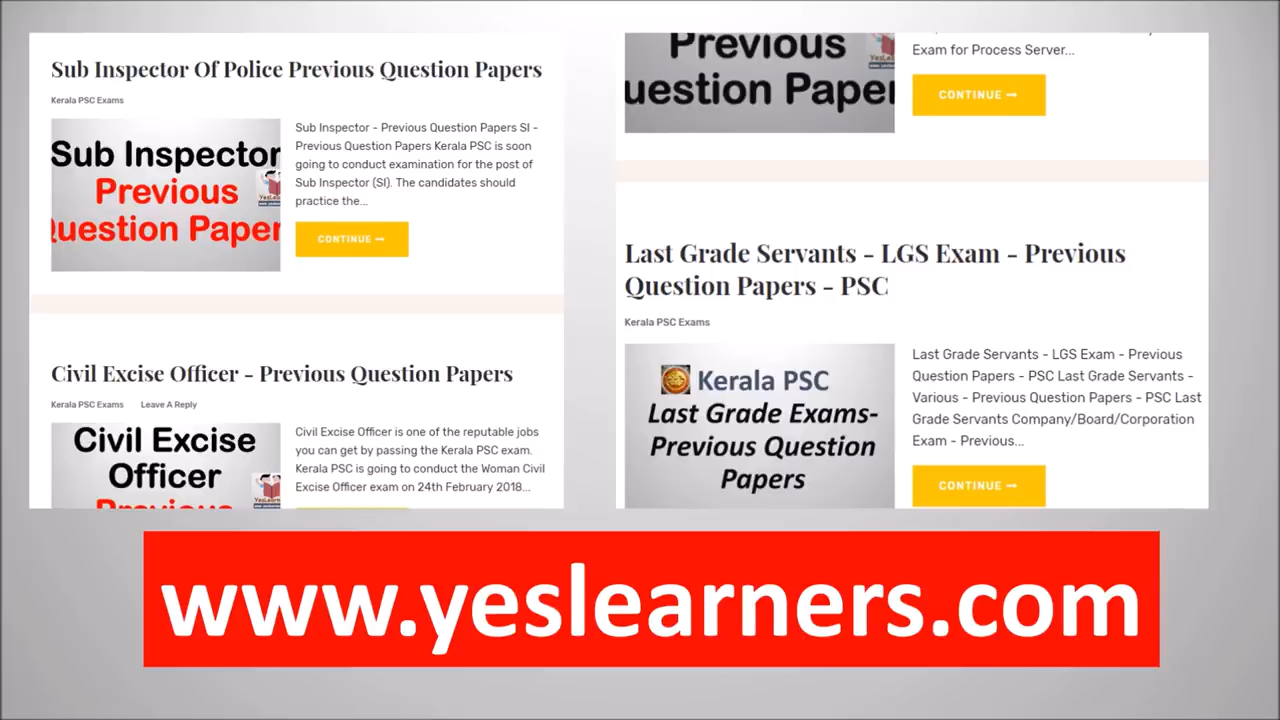 Sub Inspector Of Police Previous Question Papers
Kerala PSC Exams
Sub Inspector
Previous
Question Paper
Sub Inspector - Previous Question Papers SI -
Previous Question Papers Kerala PSC is soon
going to conduct examination for the post of
Sub Inspector (SI). The candidates should
practice the...
CONTINUE →
Civil Excise Officer - Previous Question Papers
Kerala PSC Exams Leave A Reply
Civil Excise
Officer
Previous
Civil Excise Officer is one of the reputable jobs
you can get by passing the Kerala PSC exam.
Kerala PSC is going to conduct the Woman Civil
Excise Officer exam on 24th February 2018...
Previous
uestion Paper
Exam for Process Server...
CONTINUE →
Last Grade Servants - LGS Exam - Previous
Question Papers - PSC
Kerala PSC Exams
Kerala PSC
Last Grade Exams-
Previous Question
Papers
Last Grade Servants - LGS Exam - Previous
Question Papers - PSC Last Grade Servants -
Various - Previous Question Papers - PSC Last
Grade Servants Company/Board/Corporation
Exam - Previous...
CONTINUE →
www.yeslearners.com